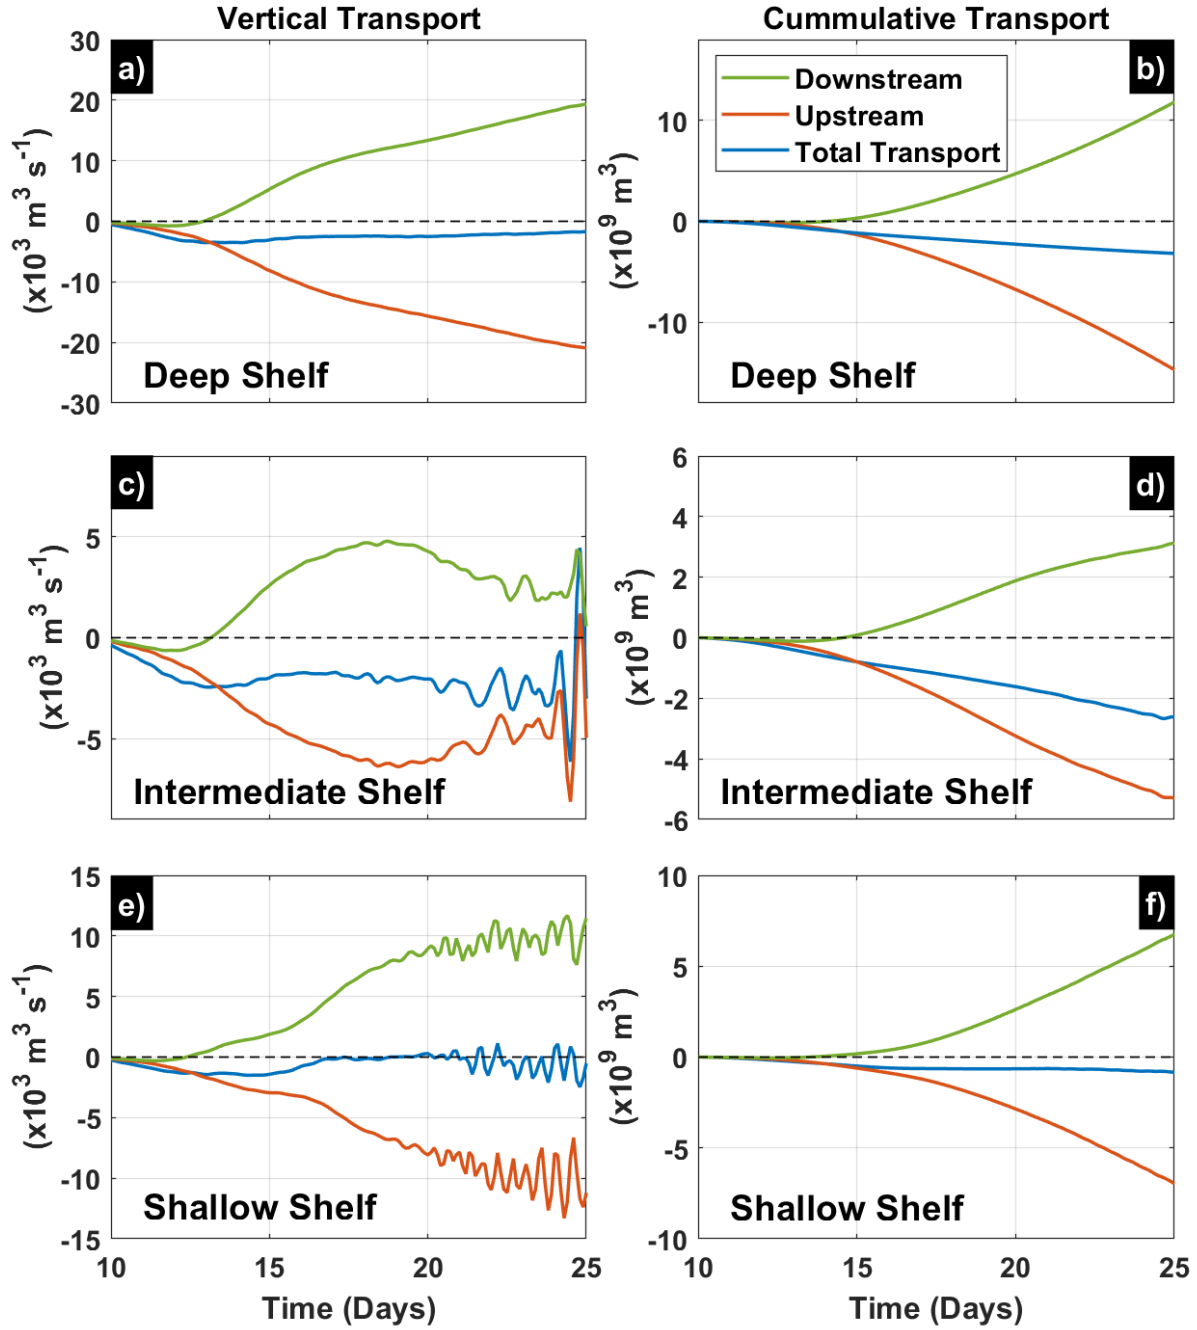 Vertical Transport
Cummulative Transport
a)
30
20
10
0
-10
-20
-30
(x10³ m³ s⁻¹)
Deep Shelf
b)
Downstream
Upstream
Total Transport
10
0
-10
(x10⁹ m³)
Deep Shelf
c)
5
0
-5
(x10³ m³ s⁻¹)
Intermediate Shelf
d)
6
4
2
0
-2
-4
-6
(x10⁹ m³)
Intermediate Shelf
e)
15
10
5
0
-5
-10
-15
(x10³ m³ s⁻¹)
Shallow Shelf
10 15 20 25
Time (Days)
f)
10
5
0
-5
-10
(x10⁹ m³)
Shallow Shelf
10 15 20 25
Time (Days)